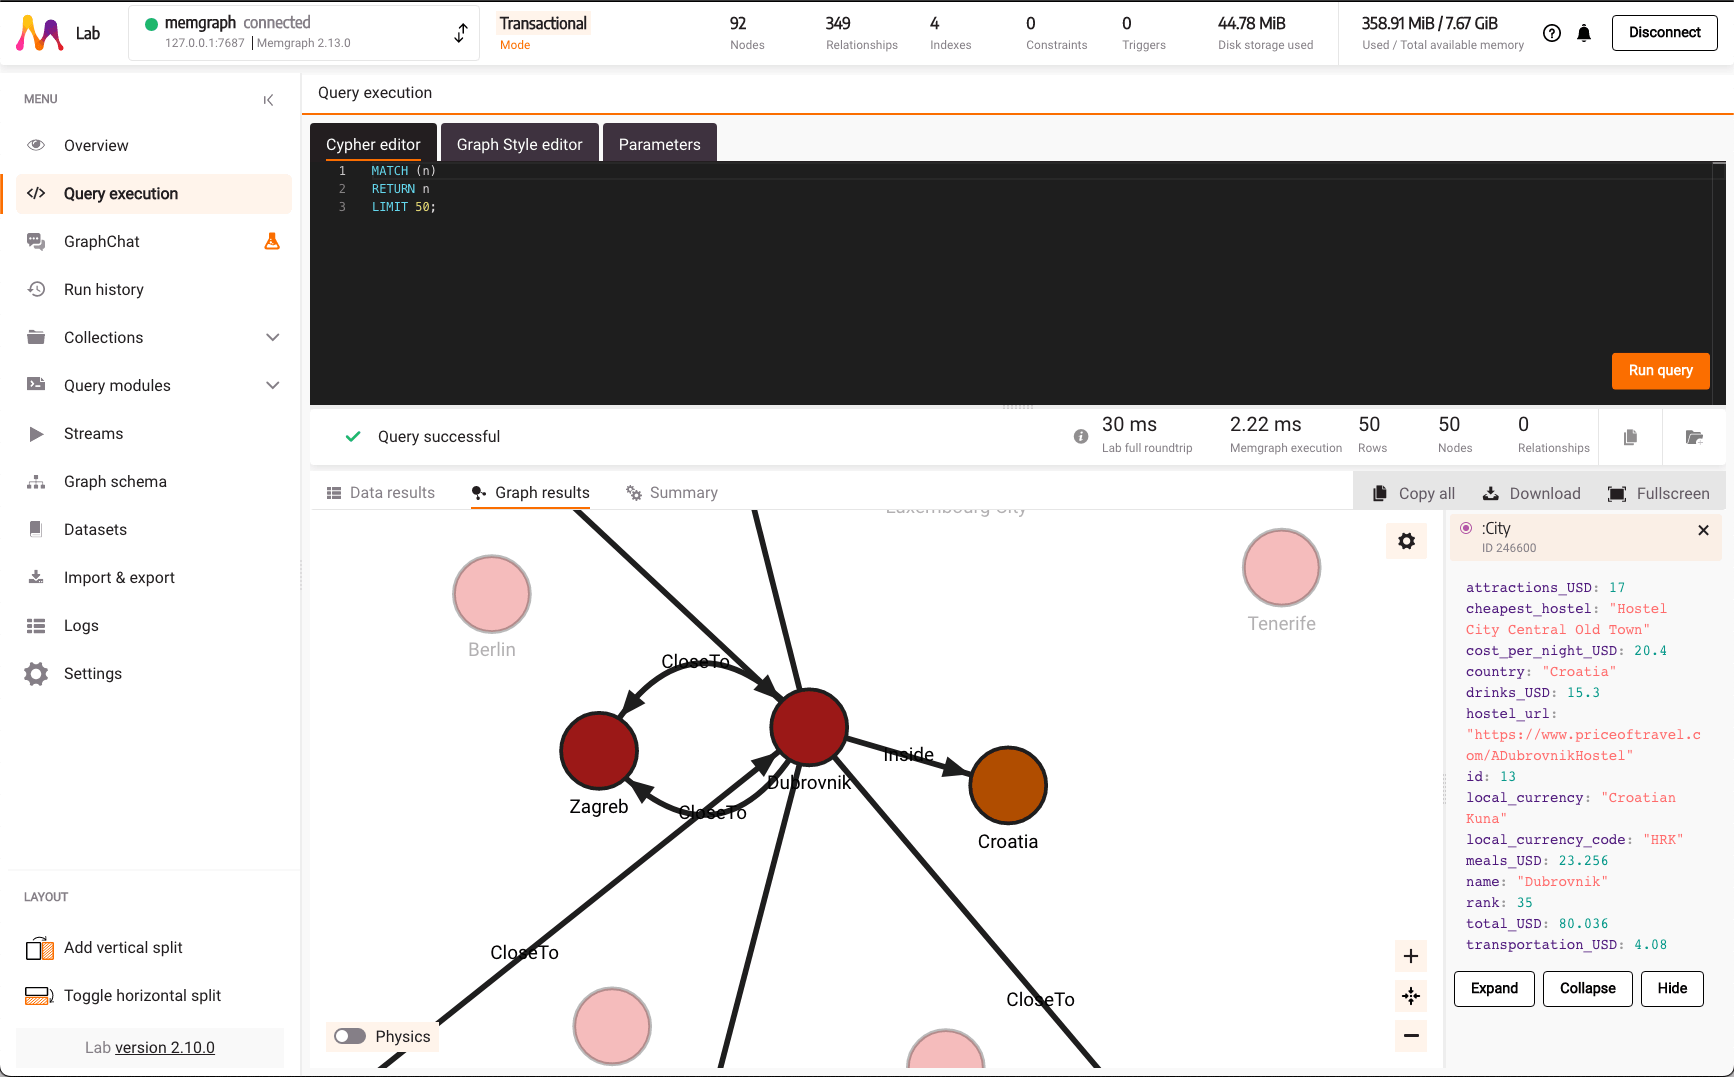 Lab
memgraph connected
127.0.0.1:7687 | Memgraph 2.13.0
Transactional
Mode
92
Nodes
349
Relationships
4
Indexes
0
Constraints
0
Triggers
44.78 MiB
Disk storage used
358.91 MiB / 7.67 GiB
Used / Total available memory
Disconnect
MENU
Overview
Query execution
GraphChat
Run history
Collections
Query modules
Streams
Graph schema
Datasets
Import & export
Logs
Settings
LAYOUT
Add vertical split
Toggle horizontal split
Lab version 2.10.0
Query execution
Cypher editor
Graph Style editor
Parameters
1 MATCH (n)
2 RETURN n
3 LIMIT 50;
Run query
Query successful
30 ms
Lab full roundtrip
2.22 ms
Memgraph execution
50
Rows
50
Nodes
0
Relationships
Data results
Graph results
Summary
Copy all
Download
Fullscreen
Luxembourg City
Berlin
Tenerife
CloseTo
Inside
Dubrovnik
Zagreb
CloseTo
Croatia
CloseTo
CloseTo
Physics
:City
ID 246600
attractions_USD: 17
cheapest_hostel: "Hostel
City Central Old Town"
cost_per_night_USD: 20.4
country: "Croatia"
drinks_USD: 15.3
hostel_url:
"https://www.priceoftravel.c
om/ADubrovnikHostel"
id: 13
local_currency: "Croatian
Kuna"
local_currency_code: "HRK"
meals_USD: 23.256
name: "Dubrovnik"
rank: 35
total_USD: 80.036
transportation_USD: 4.08
Expand
Collapse
Hide